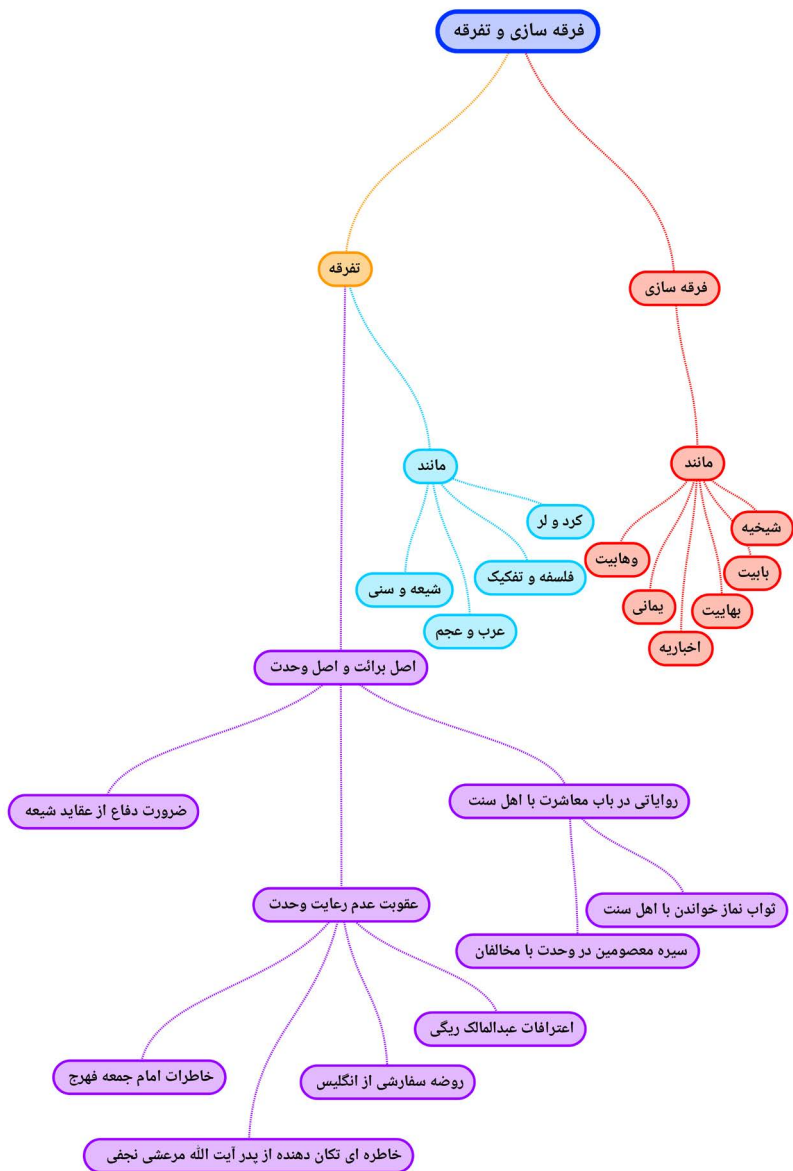 فرقه سازی و تفرقه
تفرقه
فرقه سازی
مانند
مانند
کرد و لر
شیخیه
وهابیت
بابیت
فلسفه و تفکیک
شیعه و سنی
یمانی
بهاییت
عرب و عجم
اخباریه
اصل برائت و اصل وحدت
روایاتی در باب معاشرت با اهل سنت
ضرورت دفاع از عقاید شیعه
عقوبت عدم رعایت وحدت
ثواب نماز خواندن با اهل سنت
سیره معصومین در وحدت با مخالفان
اعترافات عبدالمالک ریگی
خاطرات امام جمعه فهرج
روضه سفارشی از انگلیس
خاطره ای تکان دهنده از پدر آیت الله مرعشی نجفی